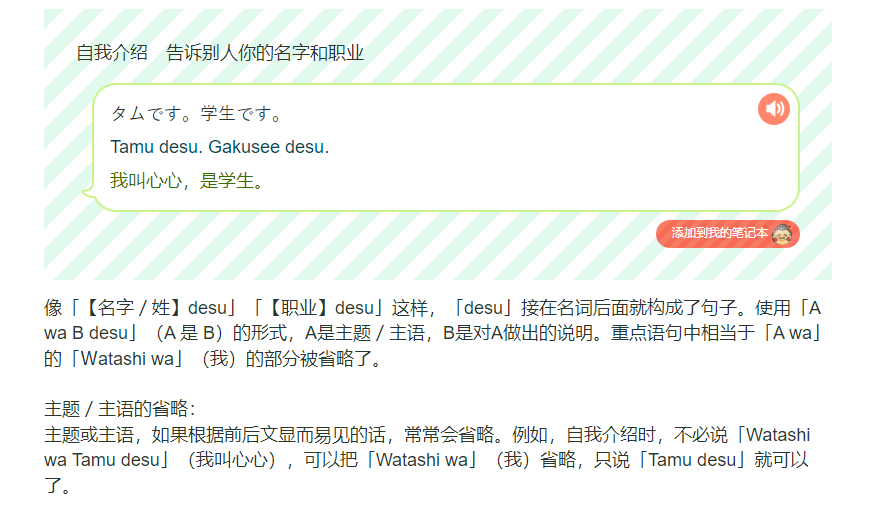 自我介绍　告诉别人你的名字和职业
タムです。学生です。
Tamu desu. Gakusee desu.
我叫心心，是学生。
添加到我的笔记本
像「【名字／姓】desu」「【职业】desu」这样，「desu」接在名词后面就构成了句子。使用「A
wa B desu」（A 是 B）的形式，A是主题／主语，B是对A做出的说明。重点语句中相当于「A wa」
的「Watashi wa」（我）的部分被省略了。
主题／主语的省略：
主题或主语，如果根据前后文显而易见的话，常常会省略。例如，自我介绍时，不必说「Watashi
wa Tamu desu」（我叫心心），可以把「Watashi wa」（我）省略，只说「Tamu desu」就可以
了。